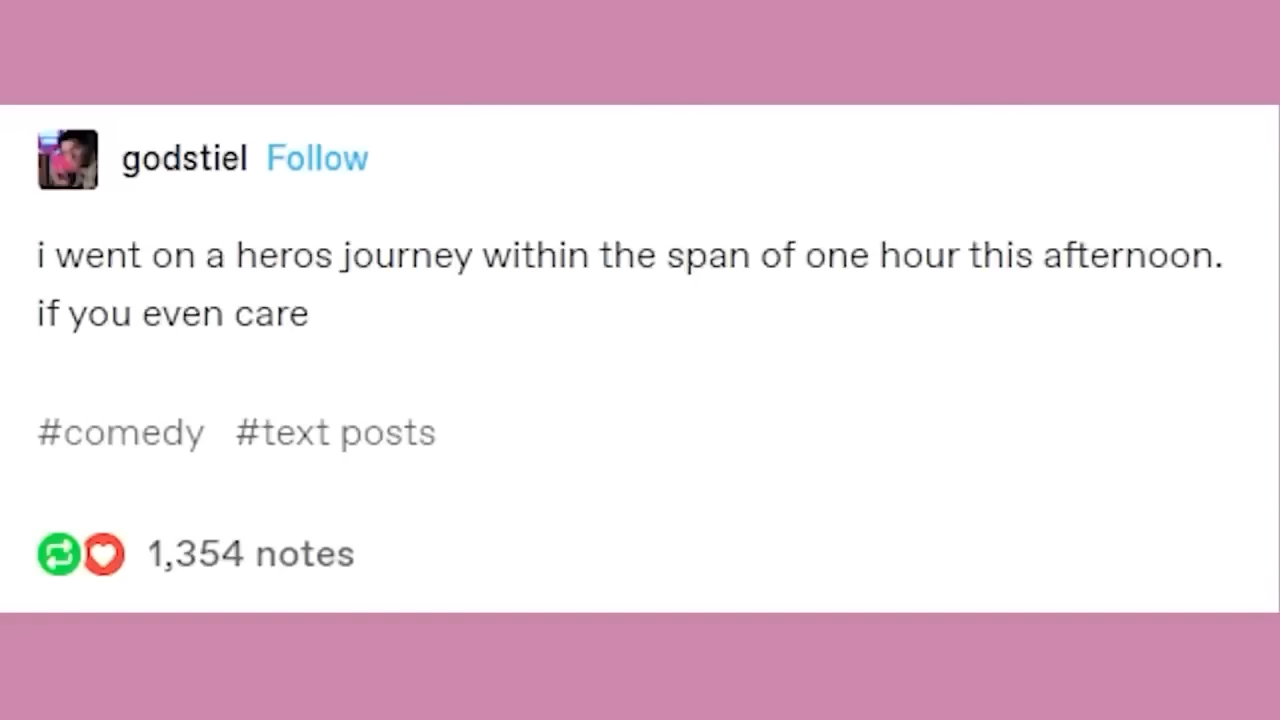 godstiel Follow
i went on a heros journey within the span of one hour this afternoon.
if you even care
#comedy #text posts
1,354 notes